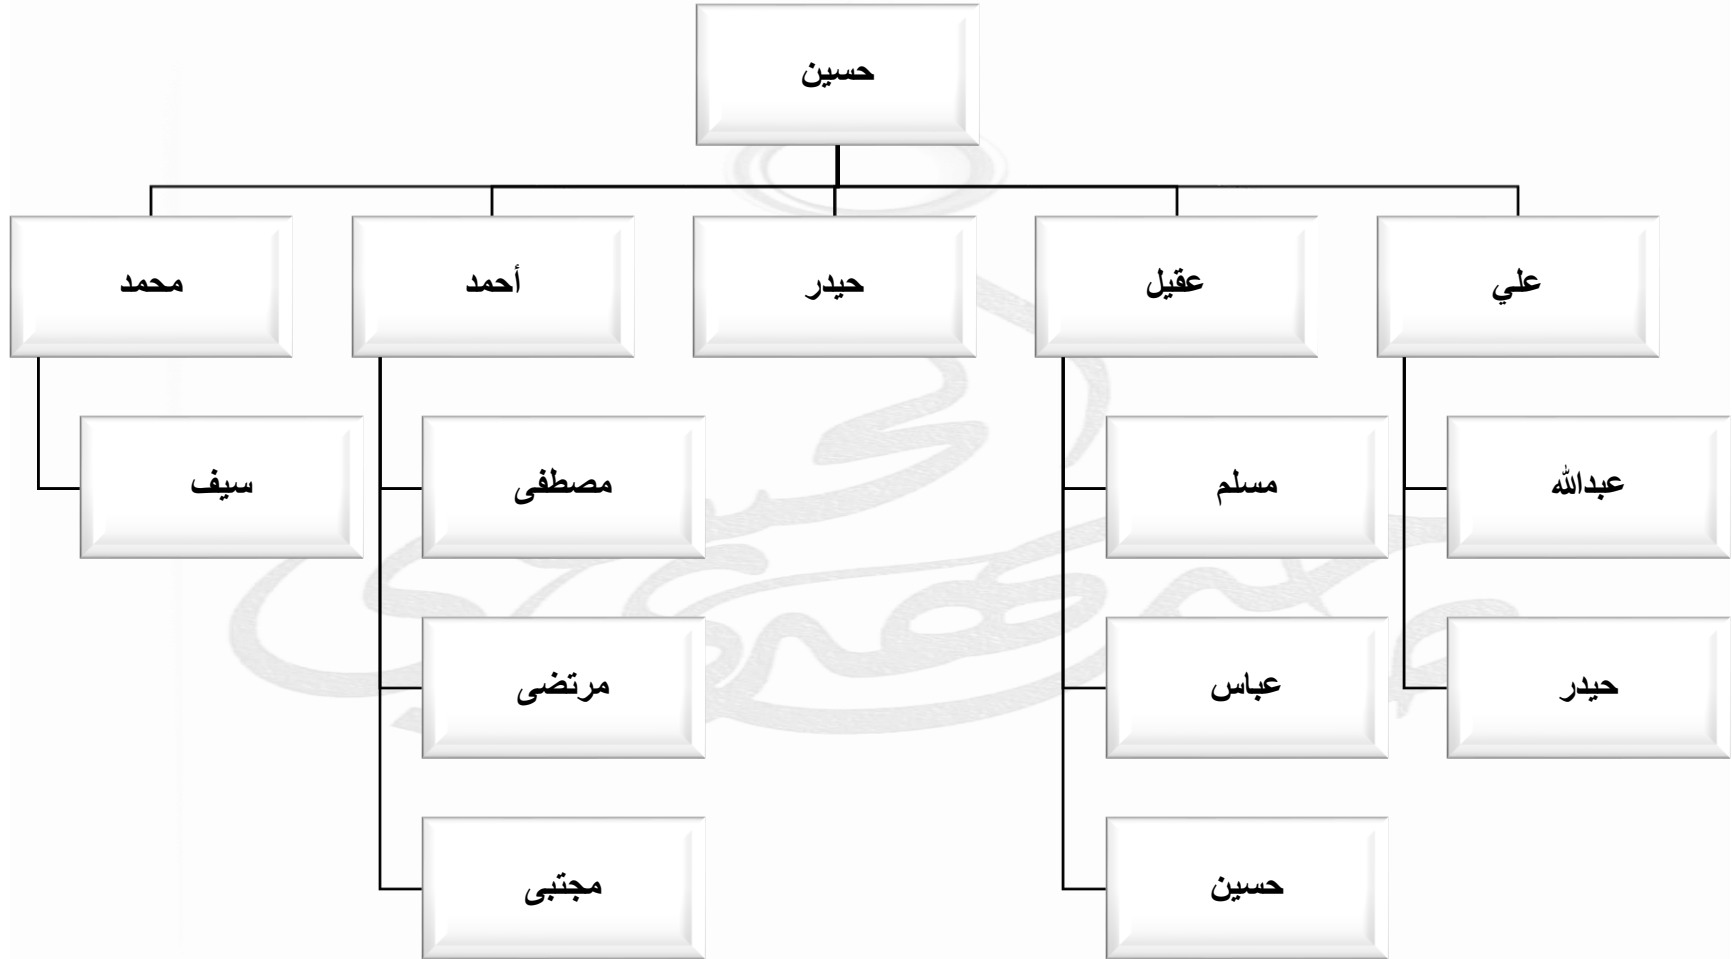 حسين
علي
عقيل
حيدر
أحمد
محمد
عبدالله
مسلم
مصطفى
سيف
حيدر
عباس
مرتضى
حسين
مجتبى